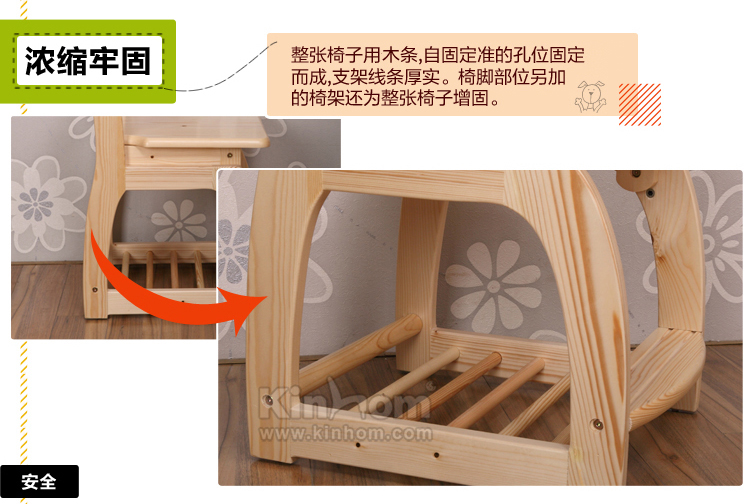 浓缩牢固
整张椅子用木条,自固定准的孔位固定
而成,支架线条厚实。椅脚部位另加
的椅架还为整张椅子增固。
Kinhom
www.kinhom.com
安全